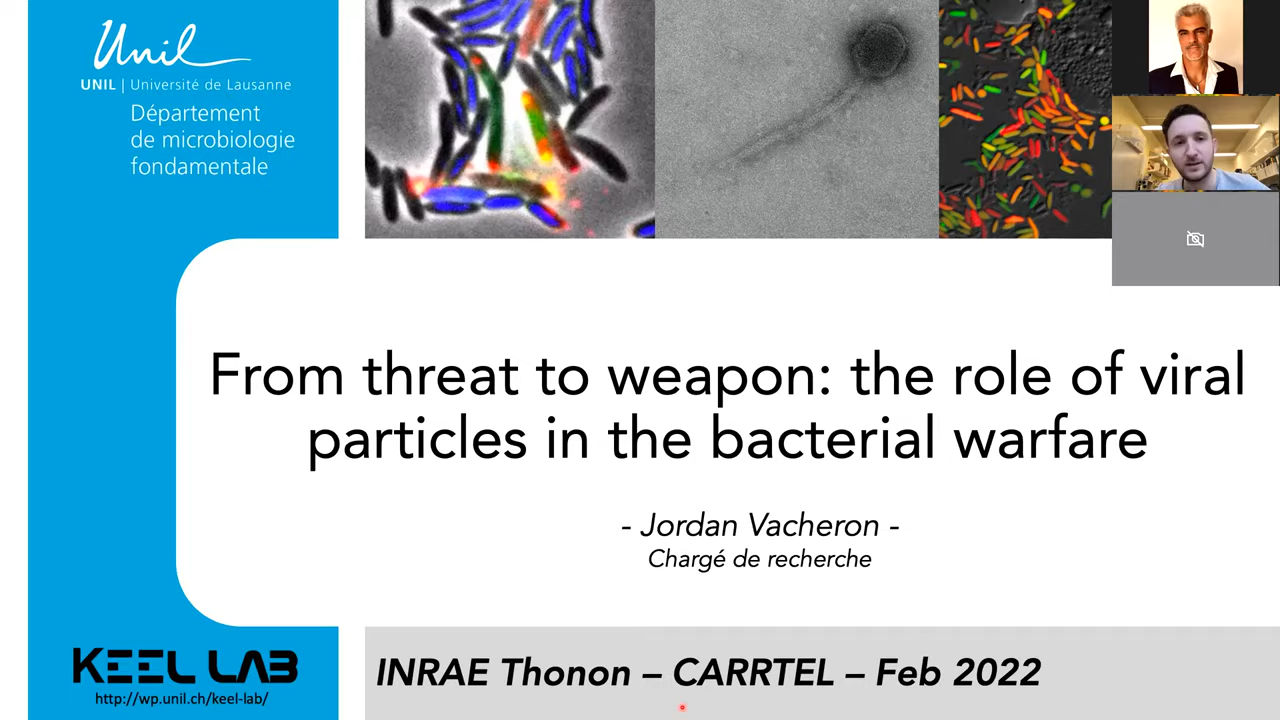 Unil
UNIL | Université de Lausanne
Département
de microbiologie
fondamentale
From threat to weapon: the role of viral
particles in the bacterial warfare
- Jordan Vacheron -
Chargé de recherche
KEEL LAB
http://wp.unil.ch/keel-lab/
INRAE Thonon – CARRTEL – Feb 2022